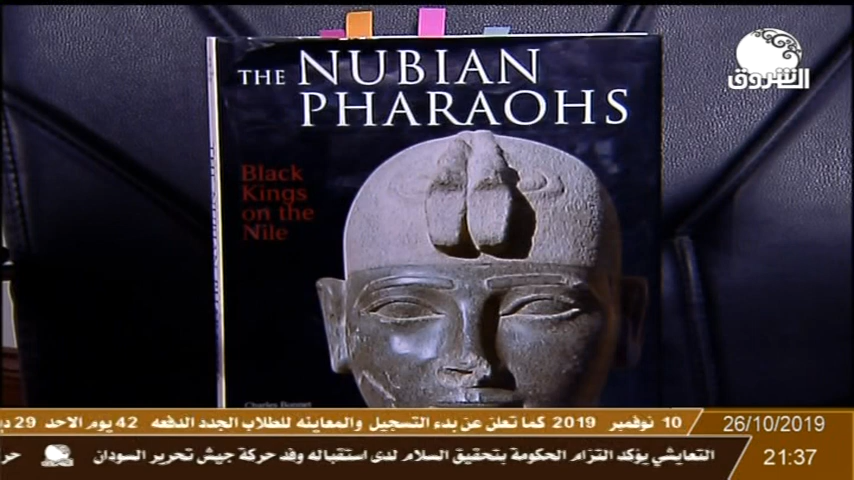 THE NUBIAN
PHARAOHS
الشروق
Black
Kings
on the
Nile
Charles Bonnet
10 نوفمبر 2019 كما تعلن عن بدء التسجيل والمعاينه للطلاب الجدد الدفعه 42 يوم الاحد 29
26/10/2019
التعايشي يؤكد التزام الحكومة بتحقيق السلام لدى استقباله وفد حركة جيش تحرير السودان
21:37